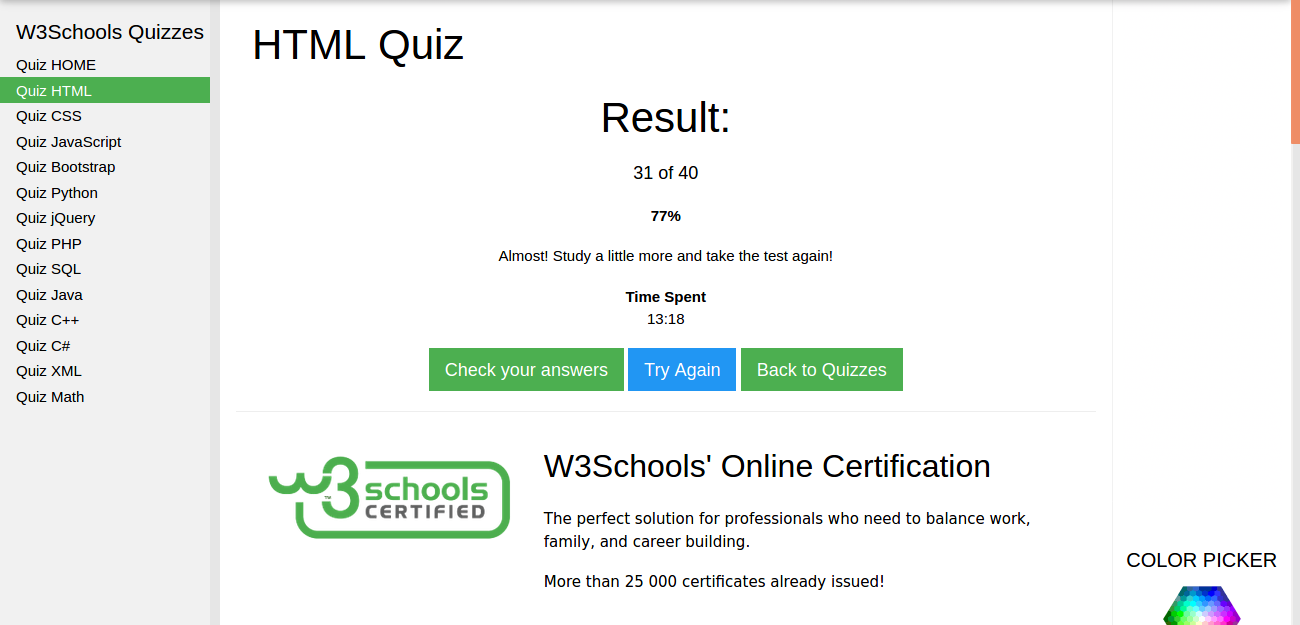 W3Schools Quizzes
Quiz HOME
Quiz HTML
Quiz CSS
Quiz JavaScript
Quiz Bootstrap
Quiz Python
Quiz jQuery
Quiz PHP
Quiz SQL
Quiz Java
Quiz C++
Quiz C#
Quiz XML
Quiz Math
HTML Quiz
Result:
31 of 40
77%
Almost! Study a little more and take the test again!
Time Spent
13:18
Check your answers
Try Again
Back to Quizzes
w3schools™
CERTIFIED
W3Schools' Online Certification
The perfect solution for professionals who need to balance work,
family, and career building.
More than 25 000 certificates already issued!
COLOR PICKER